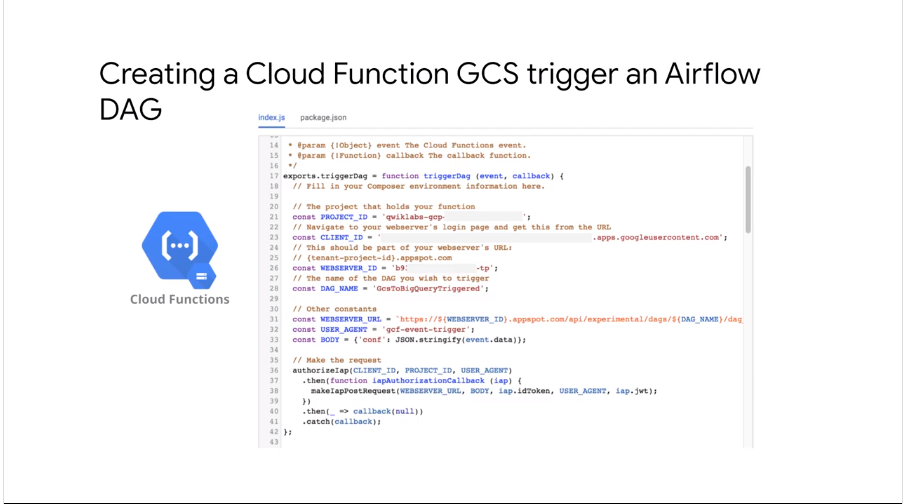 Creating a Cloud Function GCS trigger an Airflow
DAG
index.js package.json
14 * @param {!Object} event The Cloud Functions event.
15 * @param {!Function} callback The callback function.
16 */
17 exports.triggerDag = function triggerDag (event, callback) {
18 // Fill in your Composer environment information here.
19
20 // The project that holds your function
21 const PROJECT_ID = 'qwiklabs-gcp- ';
22 // Navigate to your webserver's login page and get this from the URL
23 const CLIENT_ID = ' .apps.googleusercontent.com';
24 // This should be part of your webserver's URL:
25 // {tenant-project-id}.appspot.com
26 const WEBSERVER_ID = 'b9 -tp';
27 // The name of the DAG you wish to trigger
28 const DAG_NAME = 'GcsToBigQueryTriggered';
29
30 // Other constants
31 const WEBSERVER_URL = `https://${WEBSERVER_ID}.appspot.com/api/experimental/dags/${DAG_NAME}/dag_
32 const USER_AGENT = 'gcf-event-trigger';
33 const BODY = {'conf': JSON.stringify(event.data)};
34
35 // Make the request
36 authorizeIap(CLIENT_ID, PROJECT_ID, USER_AGENT)
37 .then(function iapAuthorizationCallback (iap) {
38 makeIapPostRequest(WEBSERVER_URL, BODY, iap.idToken, USER_AGENT, iap.jwt);
39 })
40 .then(_ => callback(null))
41 .catch(callback);
42 };
43
Cloud Functions